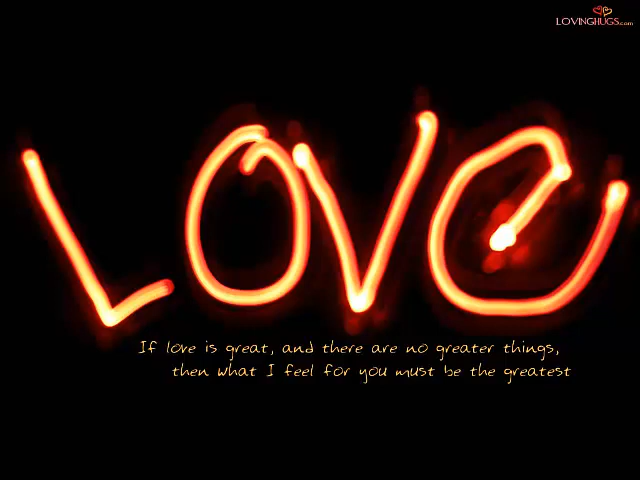 LOVINGHUGS.com
LOVe
If love is great, and there are no greater things,
then what I feel for you must be the greatest